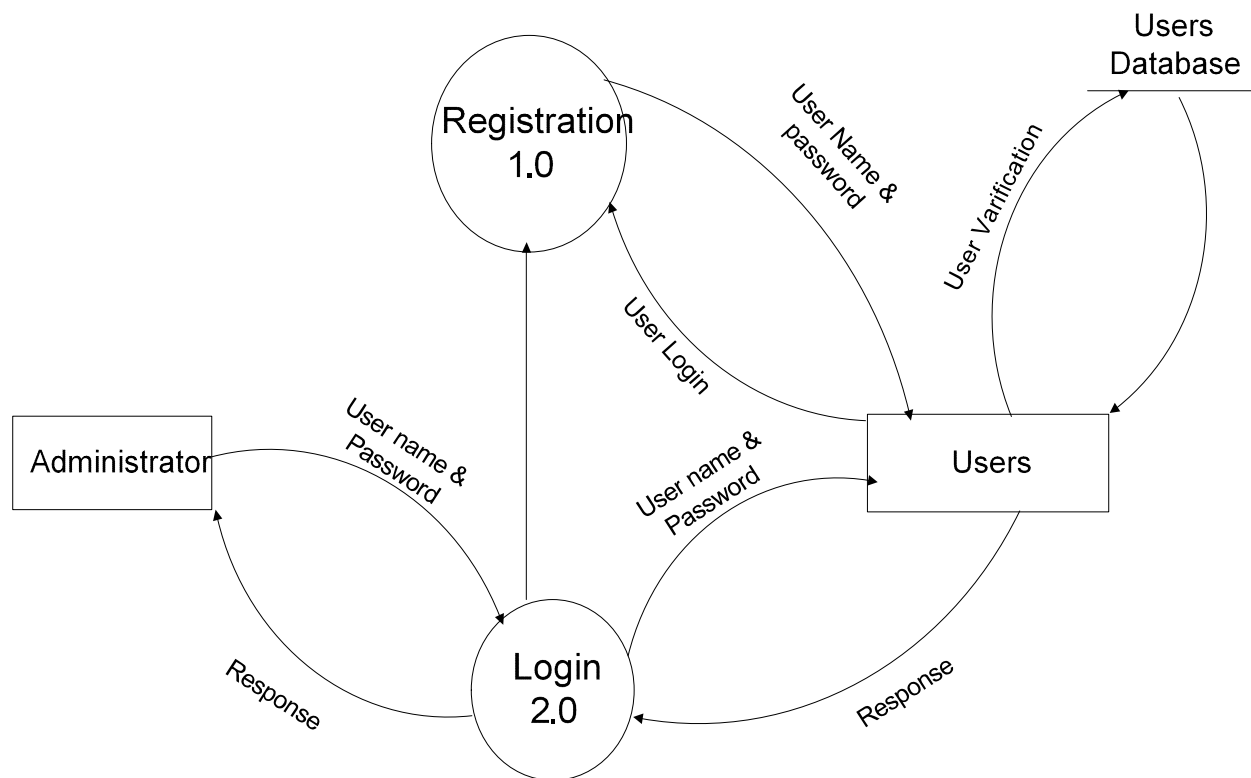 Users
Database
Registration
1.0
User Name &
password
User Varification
User Login
Administrator
User name &
Password
User name &
Password
Users
Login
2.0
Response
Response